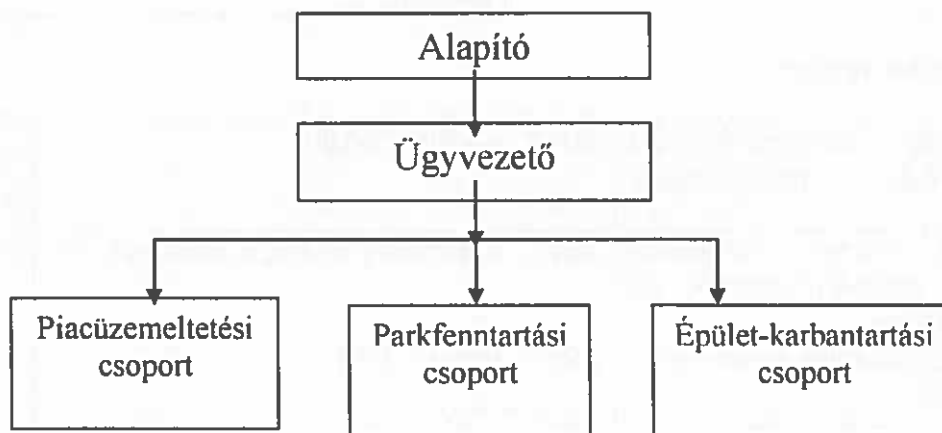 Alapító
Ügyvezető
Piacüzemeltetési
csoport
Parkfenntartási
csoport
Épület-karbantartási
csoport